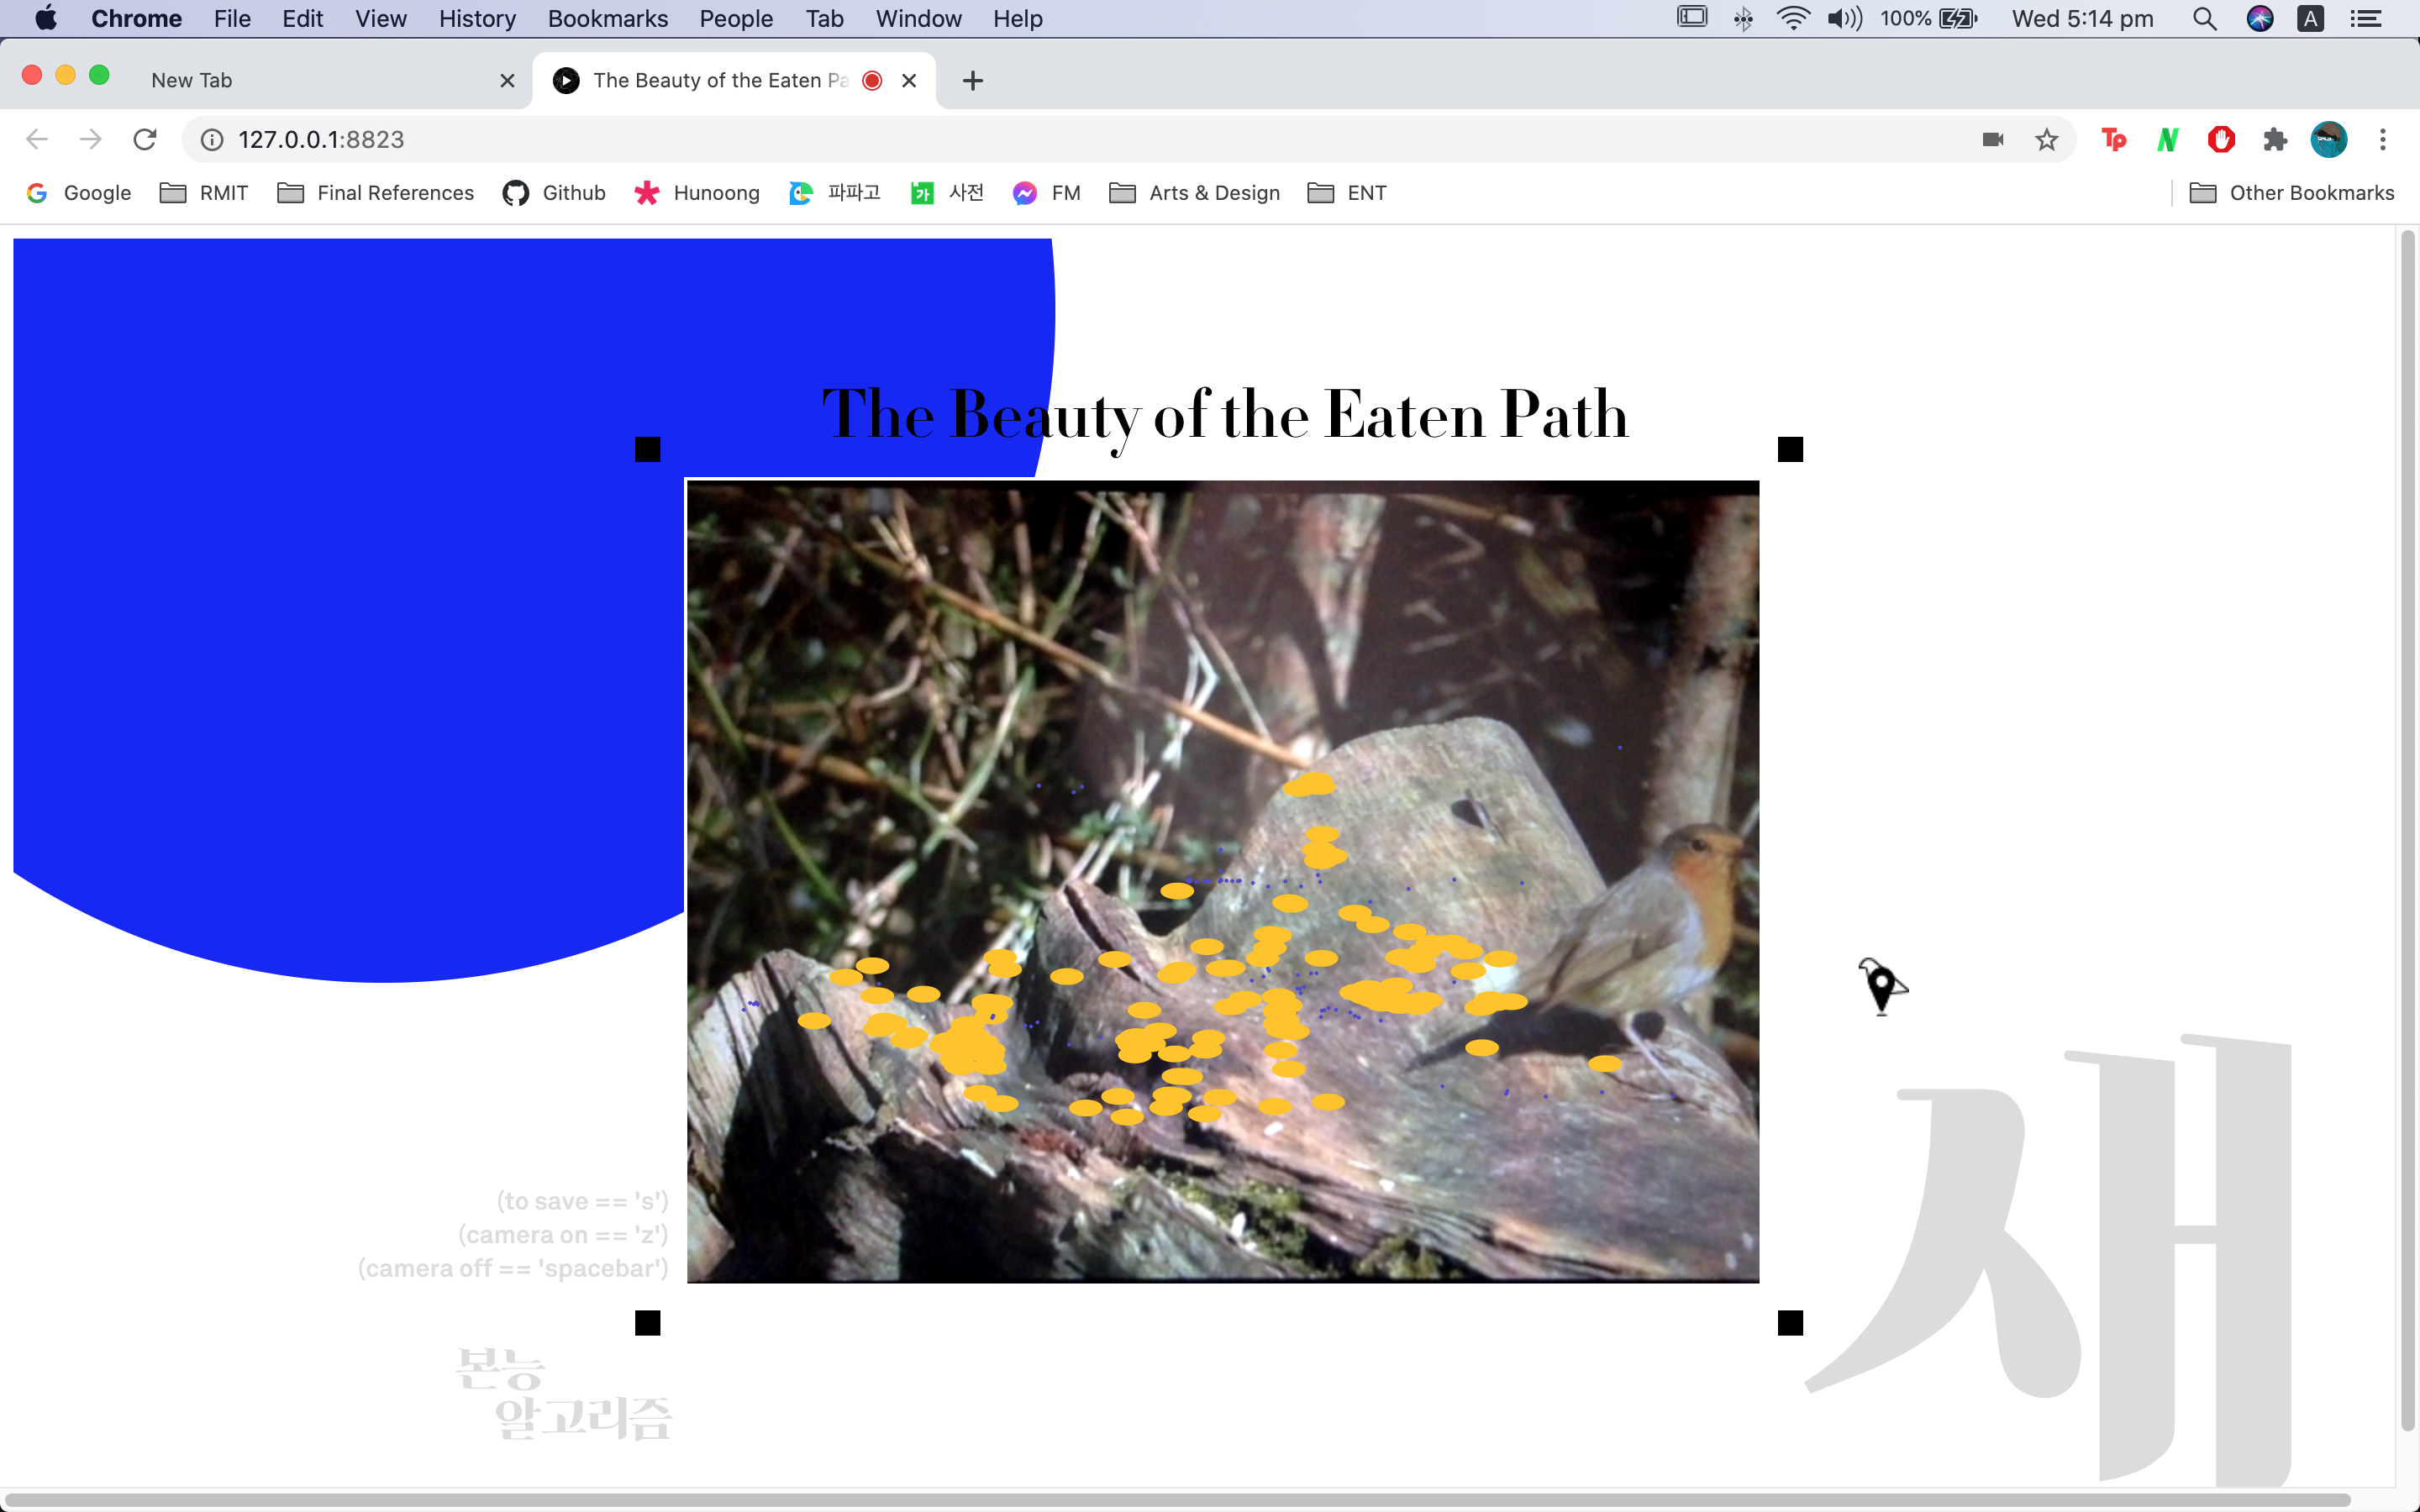 Chrome File Edit View History Bookmarks People Tab Window Help 100% Wed 5:14 pm A
New Tab The Beauty of the Eaten Pa
127.0.0.1:8823 Tp N
Google RMIT Final References Github Hunoong 파파고 가 사전 FM Arts & Design ENT Other Bookmarks
The Beauty of the Eaten Path
(to save == 's')
(camera on == 'z')
(camera off == 'spacebar')
본능
알고리즘
새